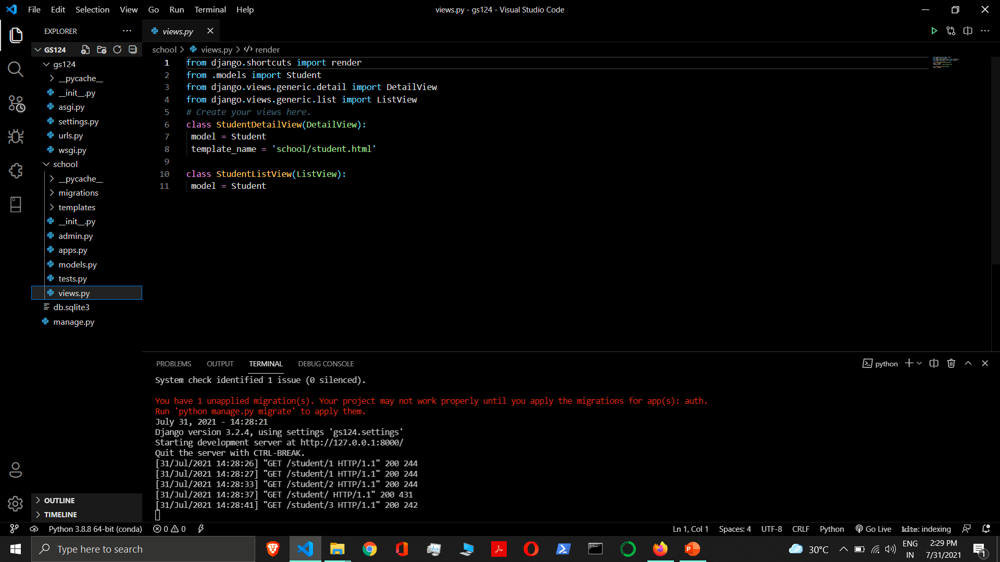 File Edit Selection View Go Run Terminal Help
views.py - gs124 - Visual Studio Code
EXPLORER
views.py
GS124
school views.py render
gs124
__pycache__
__init__.py
asgi.py
settings.py
urls.py
wsgi.py
school
__pycache__
migrations
templates
__init__.py
admin.py
apps.py
models.py
tests.py
views.py
db.sqlite3
manage.py
OUTLINE
TIMELINE
1 from django.shortcuts import render
2 from .models import Student
3 from django.views.generic.detail import DetailView
4 from django.views.generic.list import ListView
5 # Create your views here.
6 class StudentDetailView(DetailView):
7 model = Student
8 template_name = 'school/student.html'
9
10 class StudentListView(ListView):
11 model = Student
PROBLEMS OUTPUT TERMINAL DEBUG CONSOLE
python
System check identified 1 issue (0 silenced).
You have 1 unapplied migration(s). Your project may not work properly until you apply the migrations for app(s): auth.
Run 'python manage.py migrate' to apply them.
July 31, 2021 - 14:28:21
Django version 3.2.4, using settings 'gs124.settings'
Starting development server at http://127.0.0.1:8000/
Quit the server with CTRL-BREAK.
[31/Jul/2021 14:28:26] "GET /student/1 HTTP/1.1" 200 244
[31/Jul/2021 14:28:27] "GET /student/1 HTTP/1.1" 200 244
[31/Jul/2021 14:28:33] "GET /student/2 HTTP/1.1" 200 244
[31/Jul/2021 14:28:37] "GET /student/ HTTP/1.1" 200 431
[31/Jul/2021 14:28:41] "GET /student/3 HTTP/1.1" 200 242
Python 3.8.8 64-bit (conda) 0 0
Ln 1, Col 1 Spaces: 4 UTF-8 CRLF Python Go Live kite: indexing
Type here to search
30°C
ENG
IN
2:29 PM
7/31/2021
1